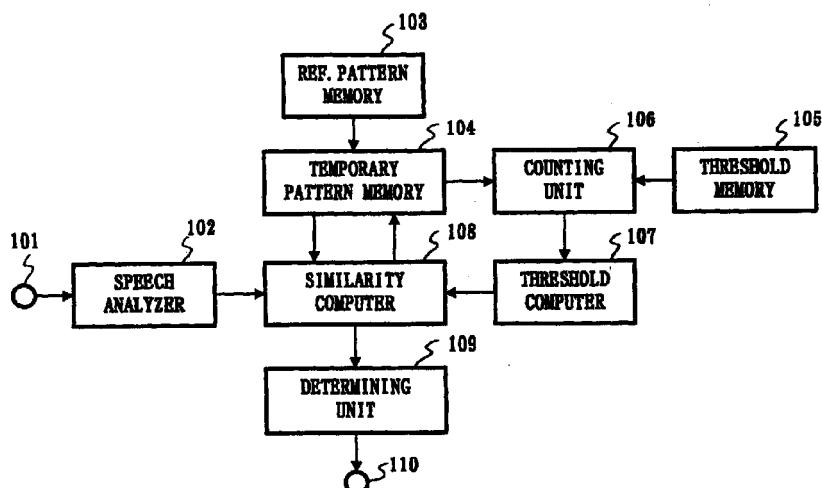 103
REF. PATTERN
MEMORY
104
106
105
TEMPORARY
PATTERN MEMORY
COUNTING
UNIT
THRESHOLD
MEMORY
101
102
108
107
SPEECH
ANALYZER
SIMILARITY
COMPUTER
THRESHOLD
COMPUTER
109
DETERMINING
UNIT
110